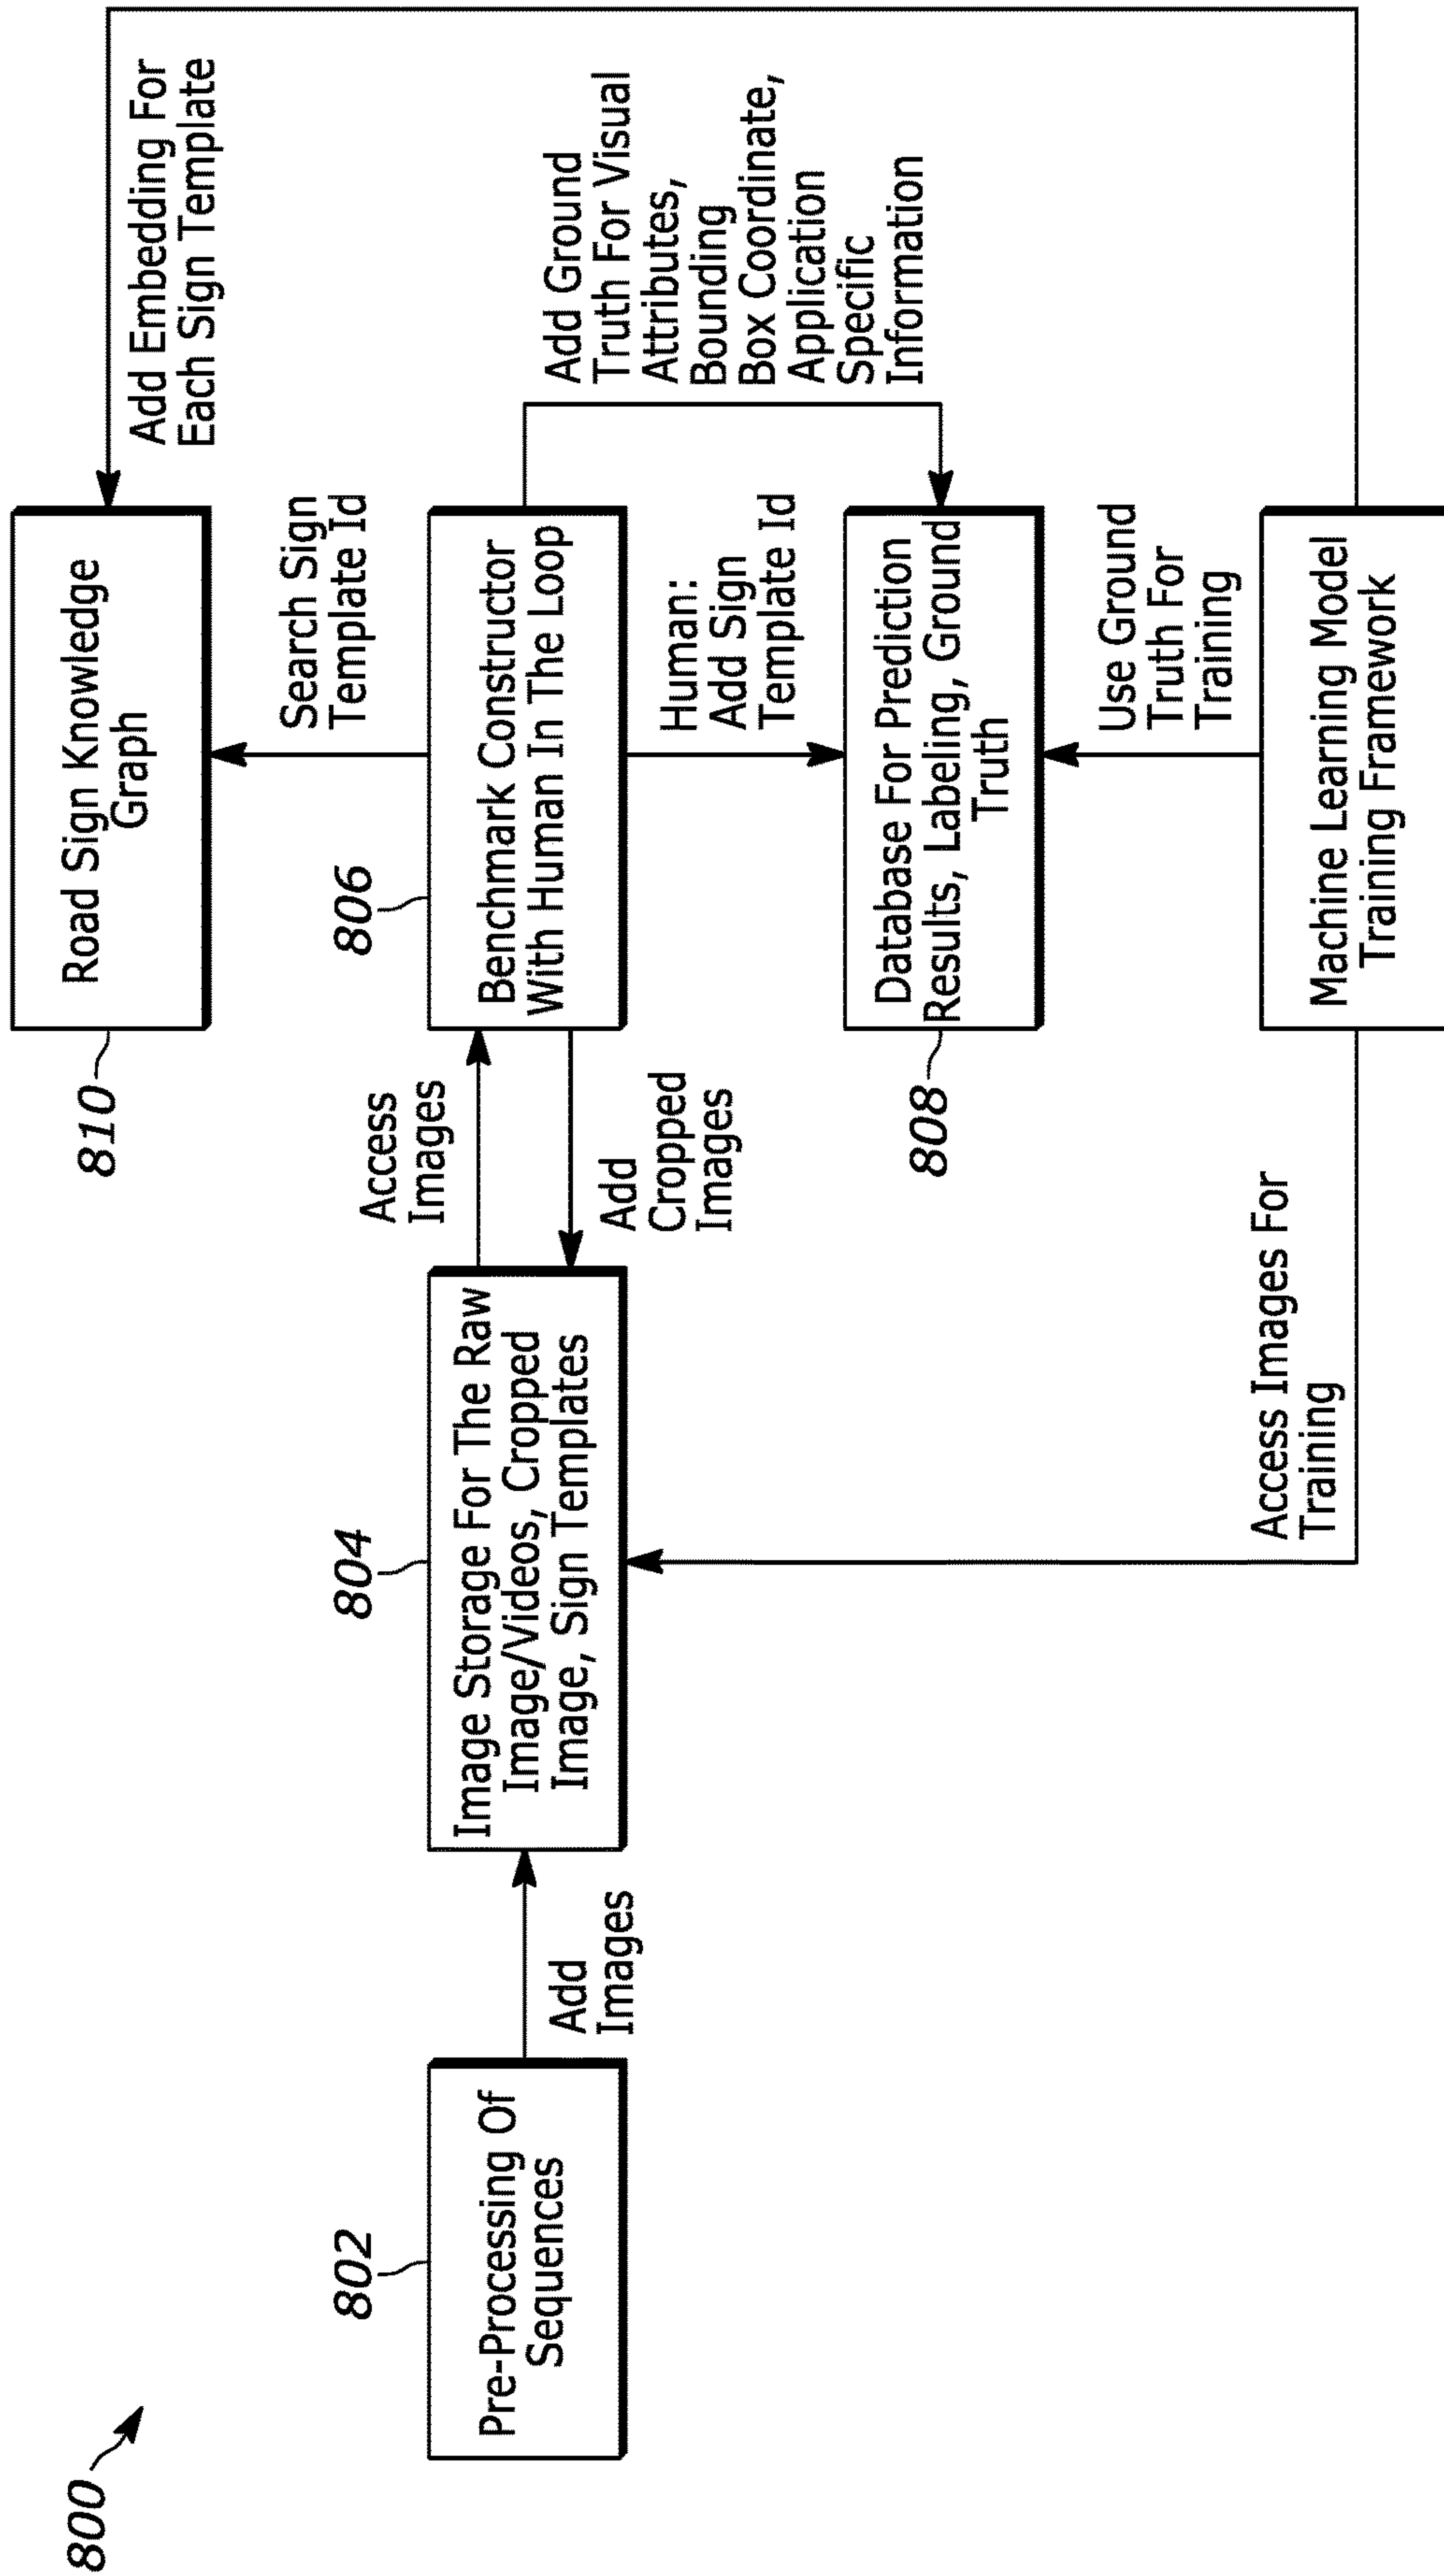 800
802
Pre-Processing Of
Sequences
Add
Images
804
Image Storage For The Raw
Image/Videos, Cropped
Image, Sign Templates
Access
Images
Add
Cropped
Images
Access Images For
Training
810
Road Sign Knowledge
Graph
Search Sign
Template Id
Add Embedding For
Each Sign Template
806
Benchmark Constructor
With Human In The Loop
Human:
Add Sign
Template Id
Add Ground
Truth For Visual
Attributes,
Bounding
Box Coordinate,
Application
Specific
Information
808
Database For Prediction
Results, Labeling, Ground
Truth
Use Ground
Truth For
Training
Machine Learning Model
Training Framework